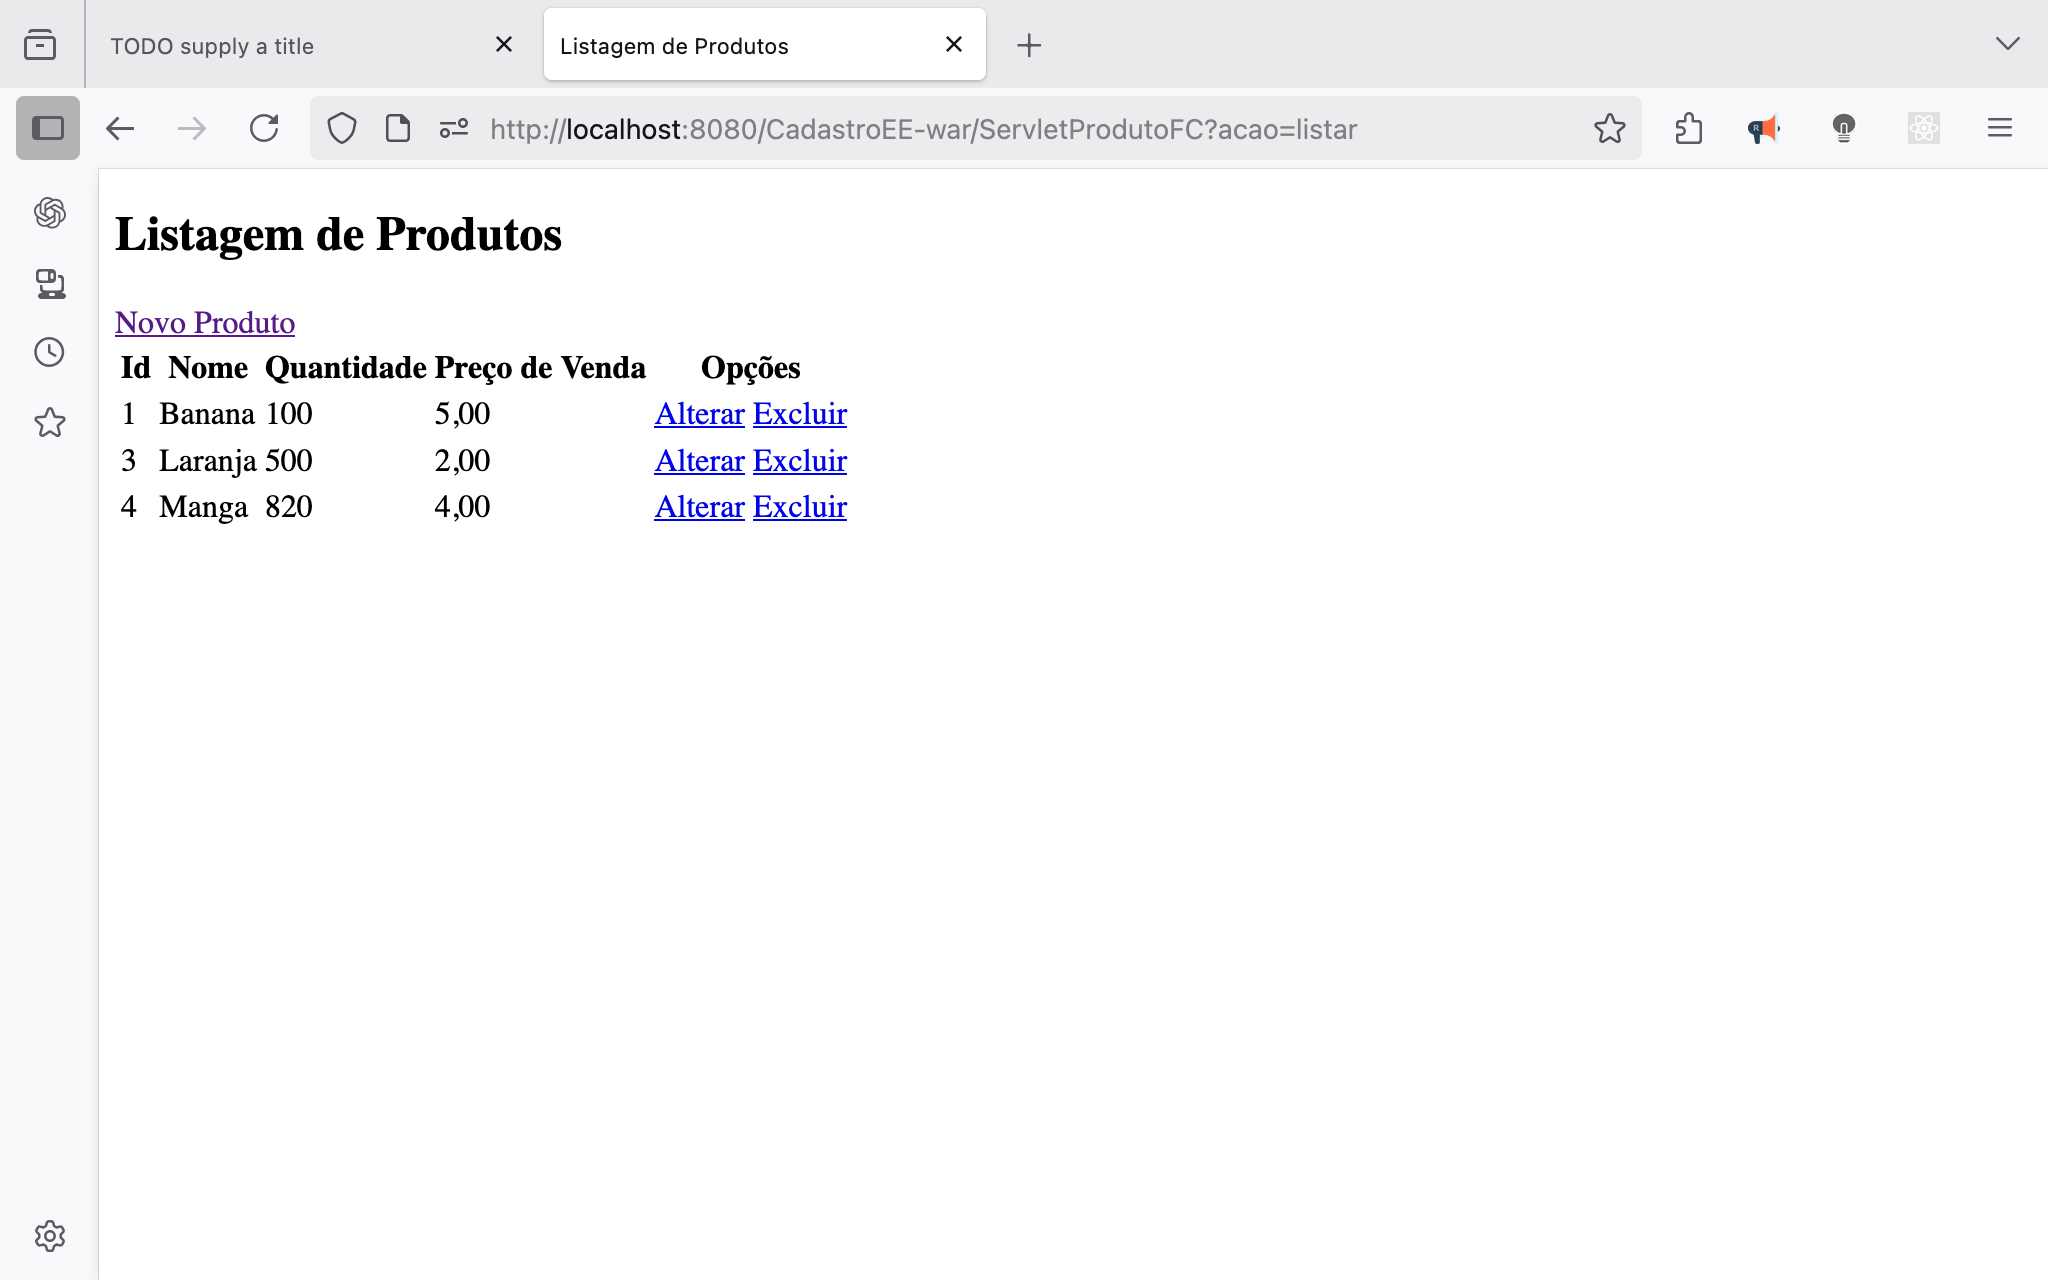 TODO supply a title
Listagem de Produtos
http://localhost:8080/CadastroEE-war/ServletProdutoFC?acao=listar
Listagem de Produtos
Novo Produto
Id Nome Quantidade Preço de Venda Opções
1 Banana 100 5,00 Alterar Excluir
3 Laranja 500 2,00 Alterar Excluir
4 Manga 820 4,00 Alterar Excluir